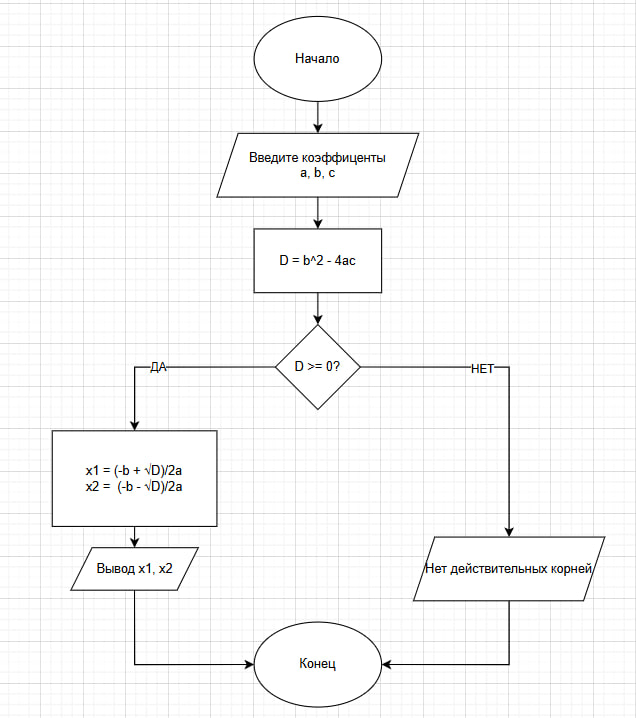 Начало
Введите коэффиценты
a, b, c
D = b^2 - 4ac
D >= 0?
ДА
НЕТ
x1 = (-b + √D)/2a
x2 =  (-b - √D)/2a
Вывод x1, x2
Нет действительных корней
Конец